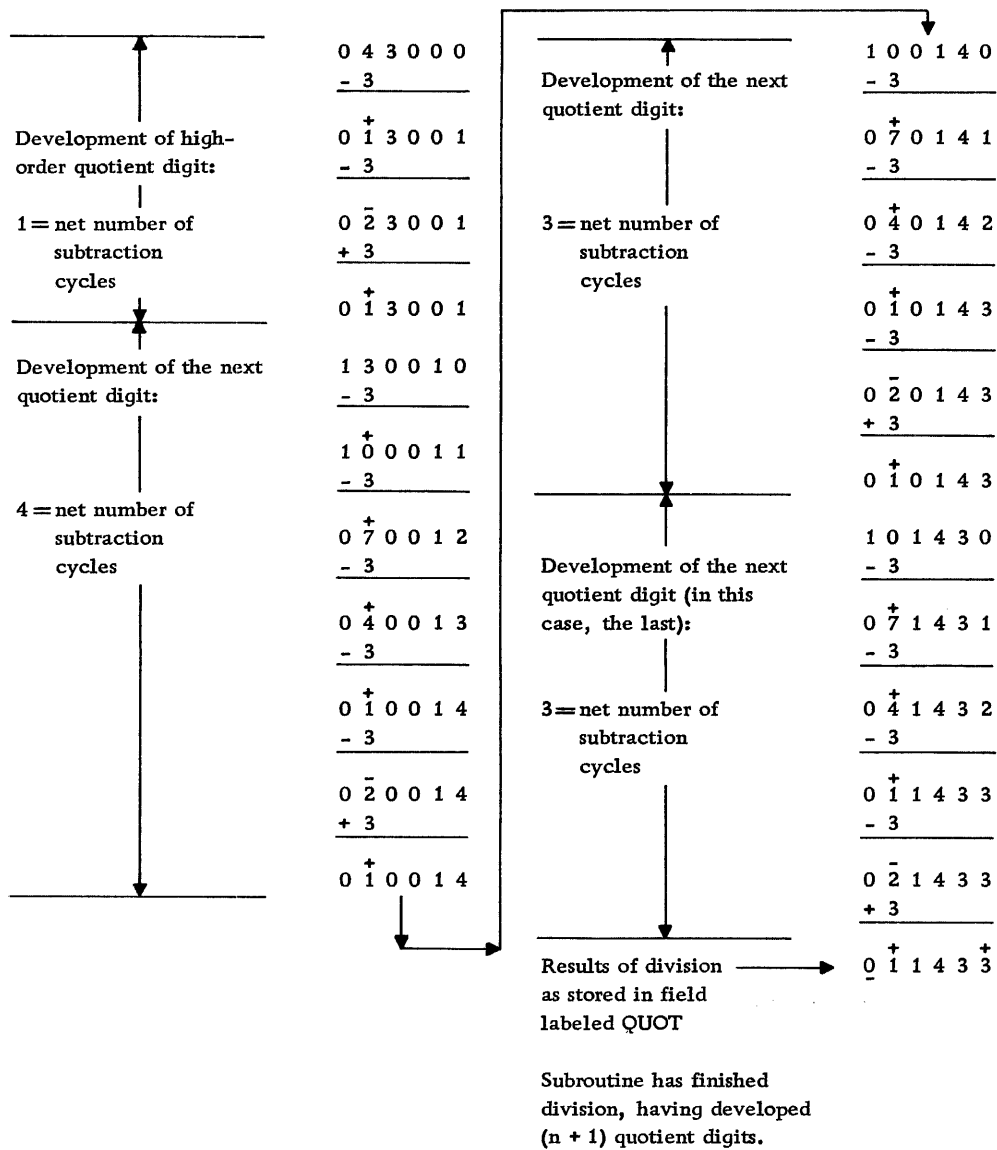 0 4 3 0 0 0
- 3
+
Development of high-
0 1 3 0 0 1
order quotient digit:
- 3
-
1 = net number of
0 2 3 0 0 1
subtraction
+ 3
cycles
+
0 1 3 0 0 1
Development of the next
1 3 0 0 1 0
quotient digit:
- 3
+
1 0 0 0 1 1
- 3
+
4 = net number of
0 7 0 0 1 2
subtraction
- 3
cycles
+
0 4 0 0 1 3
- 3
+
0 1 0 0 1 4
- 3
-
0 2 0 0 1 4
+ 3
+
0 1 0 0 1 4
1 0 0 1 4 0
Development of the next
- 3
quotient digit:
+
0 7 0 1 4 1
- 3
+
3 = net number of
0 4 0 1 4 2
subtraction
- 3
cycles
+
0 1 0 1 4 3
- 3
-
0 2 0 1 4 3
+ 3
+
0 1 0 1 4 3
1 0 1 4 3 0
Development of the next
- 3
quotient digit (in this
+
case, the last):
0 7 1 4 3 1
- 3
+
3 = net number of
0 4 1 4 3 2
subtraction
- 3
cycles
+
0 1 1 4 3 3
- 3
-
0 2 1 4 3 3
+ 3
+ +
Results of division
0 1 1 4 3 3
as stored in field
-
labeled QUOT
Subroutine has finished
division, having developed
(n + 1) quotient digits.